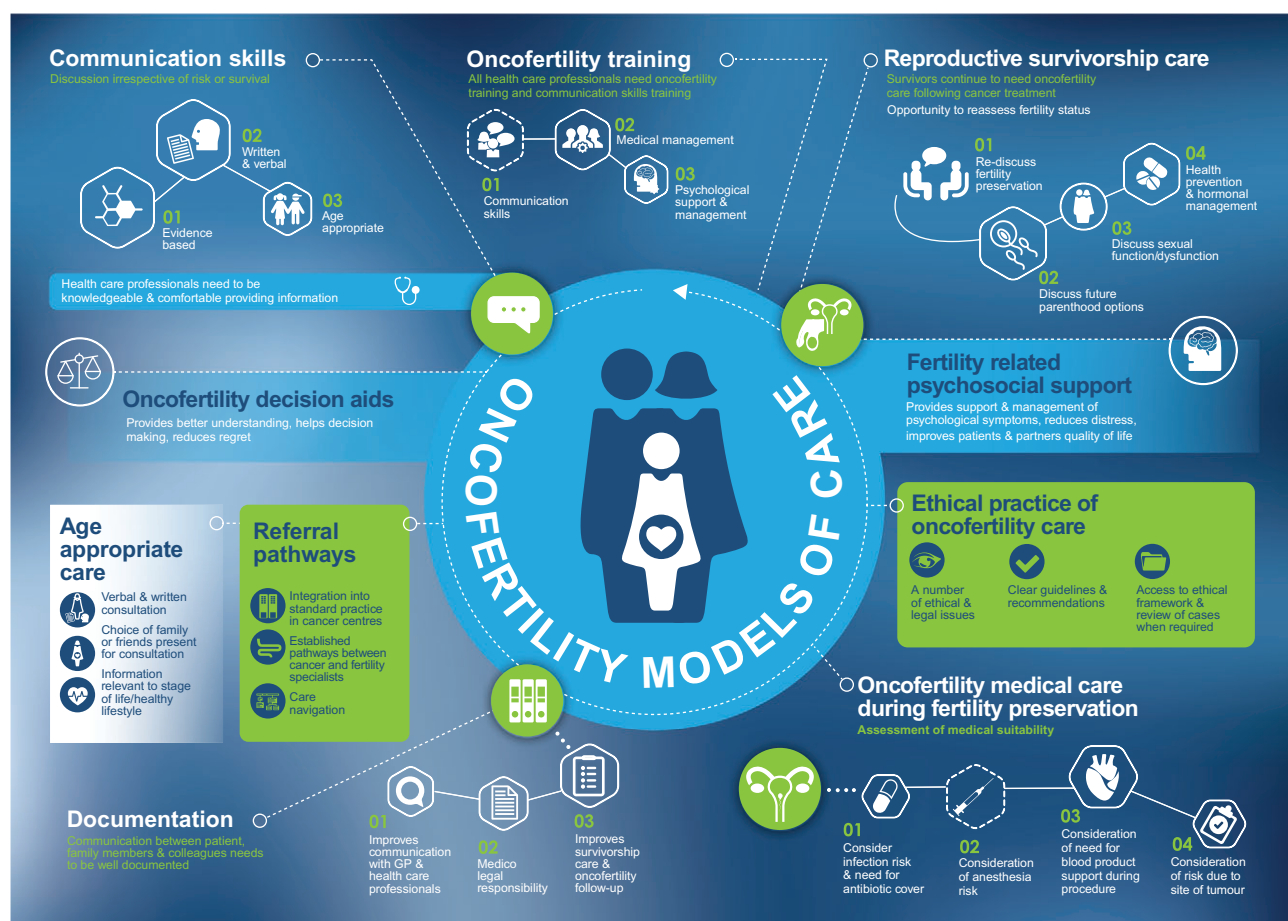 Communication skills
Discussion irrespective of risk or survival
01
Evidence
based
02
Written
& verbal
03
Age
appropriate
Health care professionals need to be
knowledgeable & comfortable providing information
Oncofertility training
All health care professionals need oncofertility
training and communication skills training
01
Communication
skills
02
Medical management
03
Psychological
support &
management
Reproductive survivorship care
Survivors continue to need oncofertility
care following cancer treatment
Opportunity to reassess fertility status
01
Re-discuss
fertility
preservation
02
Discuss future
parenthood options
03
Discuss sexual
function/dysfunction
04
Health
prevention
& hormonal
management
Oncofertility decision aids
Provides better understanding, helps decision
making, reduces regret
ONCOFERTILITY MODELS OF CARE
Fertility related
psychosocial support
Provides support & management of
psychological symptoms, reduces distress,
improves patients & partners quality of life
Age
appropriate
care
Verbal & written
consultation
Choice of family
or friends present
for consultation
Information
relevant to stage
of life/healthy
lifestyle
Referral
pathways
Integration into
standard practice
in cancer centres
Established
pathways between
cancer and fertility
specialists
Care
navigation
Ethical practice of
oncofertility care
A number
of ethical &
legal issues
Clear guidelines &
recommendations
Access to ethical
framework &
review of cases
when required
Documentation
Communication between patient,
family members & colleagues needs
to be well documented
01
Improves
communication
with GP &
health care
professionals
02
Medico
legal
responsibility
03
Improves
survivorship
care &
oncofertility
follow-up
Oncofertility medical care
during fertility preservation
Assessment of medical suitability
01
Consider
infection risk
& need for
antibiotic cover
02
Consideration
of anesthesia
risk
03
Consideration
of need for
blood product
support during
procedure
04
Consideration
of risk due to
site of tumour